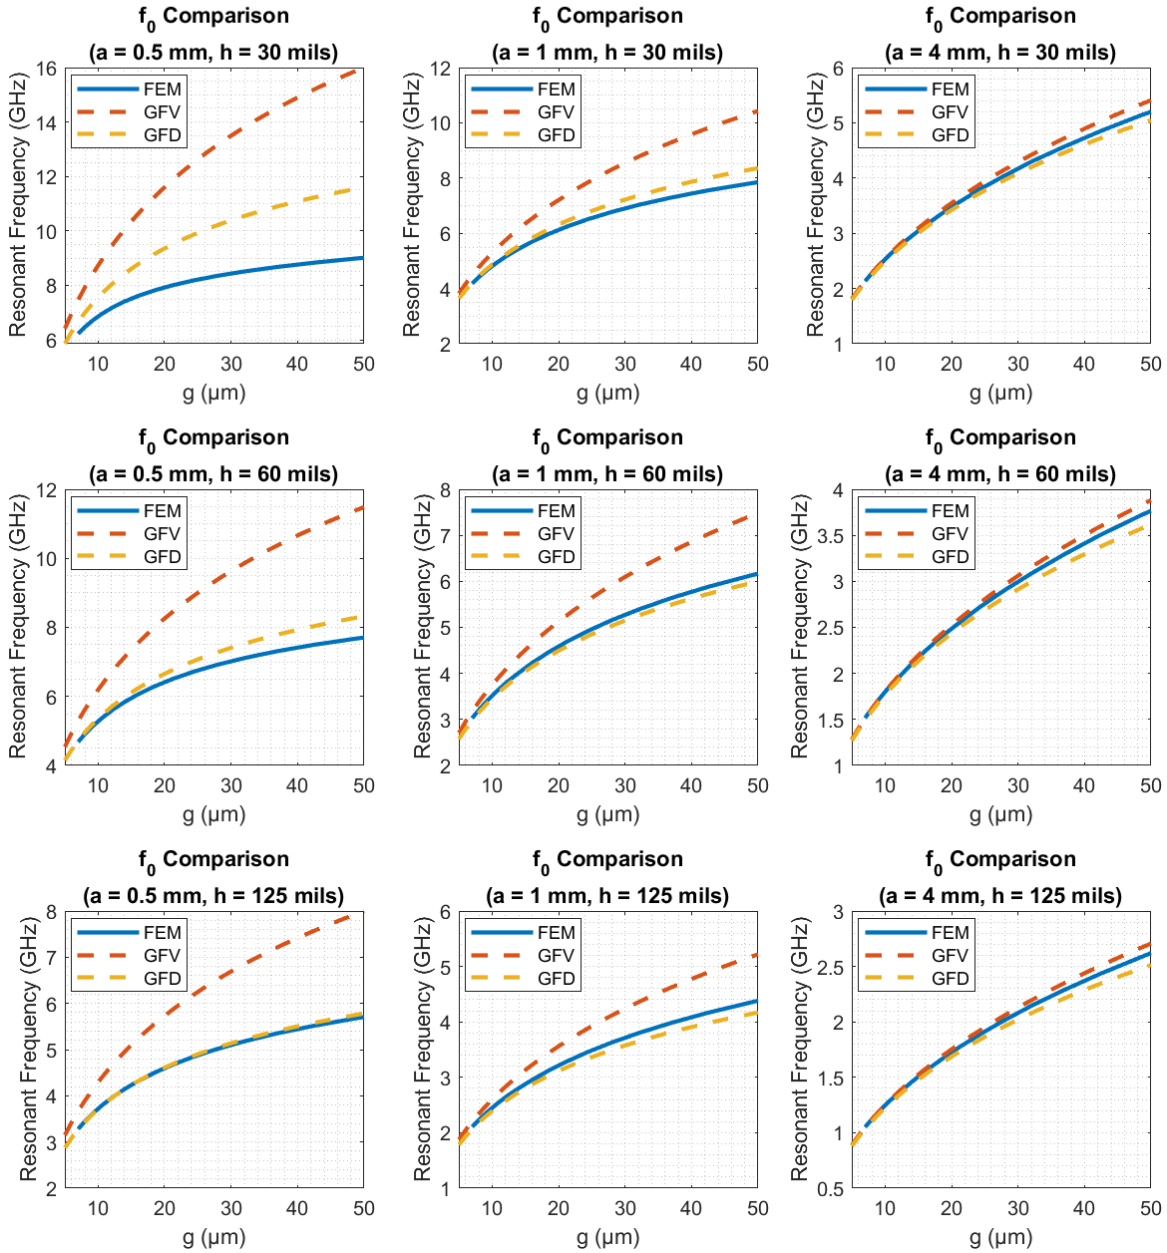 f0 Comparison
(a = 0.5 mm, h = 30 mils)
Resonant Frequency (GHz)
16
14
12
10
8
6
FEM
GFV
GFD
10 20 30 40 50
g (µm)
f0 Comparison
(a = 1 mm, h = 30 mils)
Resonant Frequency (GHz)
12
10
8
6
4
2
FEM
GFV
GFD
10 20 30 40 50
g (µm)
f0 Comparison
(a = 4 mm, h = 30 mils)
Resonant Frequency (GHz)
6
5
4
3
2
1
FEM
GFV
GFD
10 20 30 40 50
g (µm)
f0 Comparison
(a = 0.5 mm, h = 60 mils)
Resonant Frequency (GHz)
12
10
8
6
4
FEM
GFV
GFD
10 20 30 40 50
g (µm)
f0 Comparison
(a = 1 mm, h = 60 mils)
Resonant Frequency (GHz)
8
7
6
5
4
3
2
FEM
GFV
GFD
10 20 30 40 50
g (µm)
f0 Comparison
(a = 4 mm, h = 60 mils)
Resonant Frequency (GHz)
4
3.5
3
2.5
2
1.5
1
FEM
GFV
GFD
10 20 30 40 50
g (µm)
f0 Comparison
(a = 0.5 mm, h = 125 mils)
Resonant Frequency (GHz)
8
7
6
5
4
3
2
FEM
GFV
GFD
10 20 30 40 50
g (µm)
f0 Comparison
(a = 1 mm, h = 125 mils)
Resonant Frequency (GHz)
6
5
4
3
2
1
FEM
GFV
GFD
10 20 30 40 50
g (µm)
f0 Comparison
(a = 4 mm, h = 125 mils)
Resonant Frequency (GHz)
3
2.5
2
1.5
1
0.5
FEM
GFV
GFD
10 20 30 40 50
g (µm)